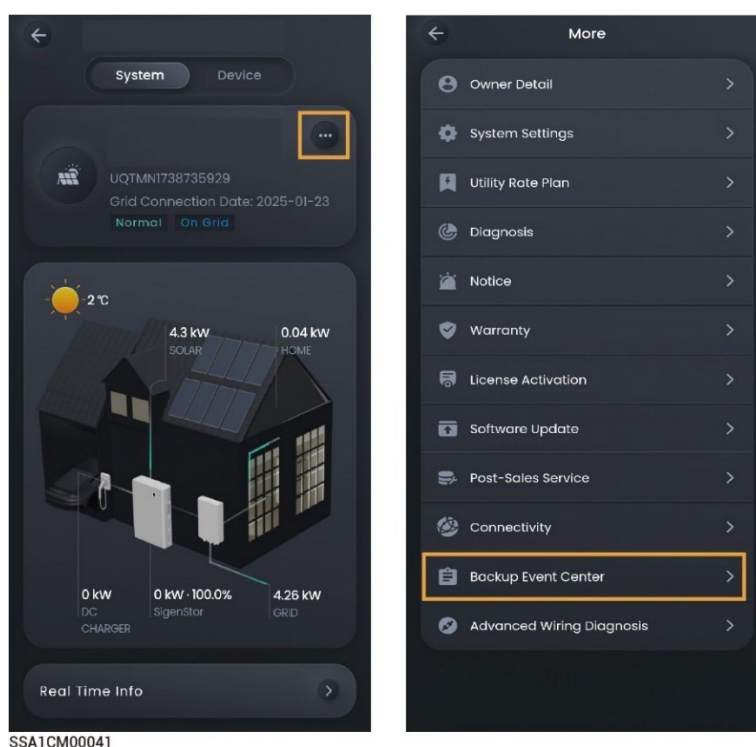 System Device
...
UQTMN1738735929
Grid Connection Date: 2025-01-23
Normal On Grid
-2 °C
4.3 kW 0.04 kW
SOLAR HOME
0 kW 0 kW · 100.0% 4.26 kW
DC SigenStor GRID
CHARGER
Real Time Info
SSA1CM00041
More
Owner Detail
System Settings
Utility Rate Plan
Diagnosis
Notice
Warranty
License Activation
Software Update
Post-Sales Service
Connectivity
Backup Event Center
Advanced Wiring Diagnosis